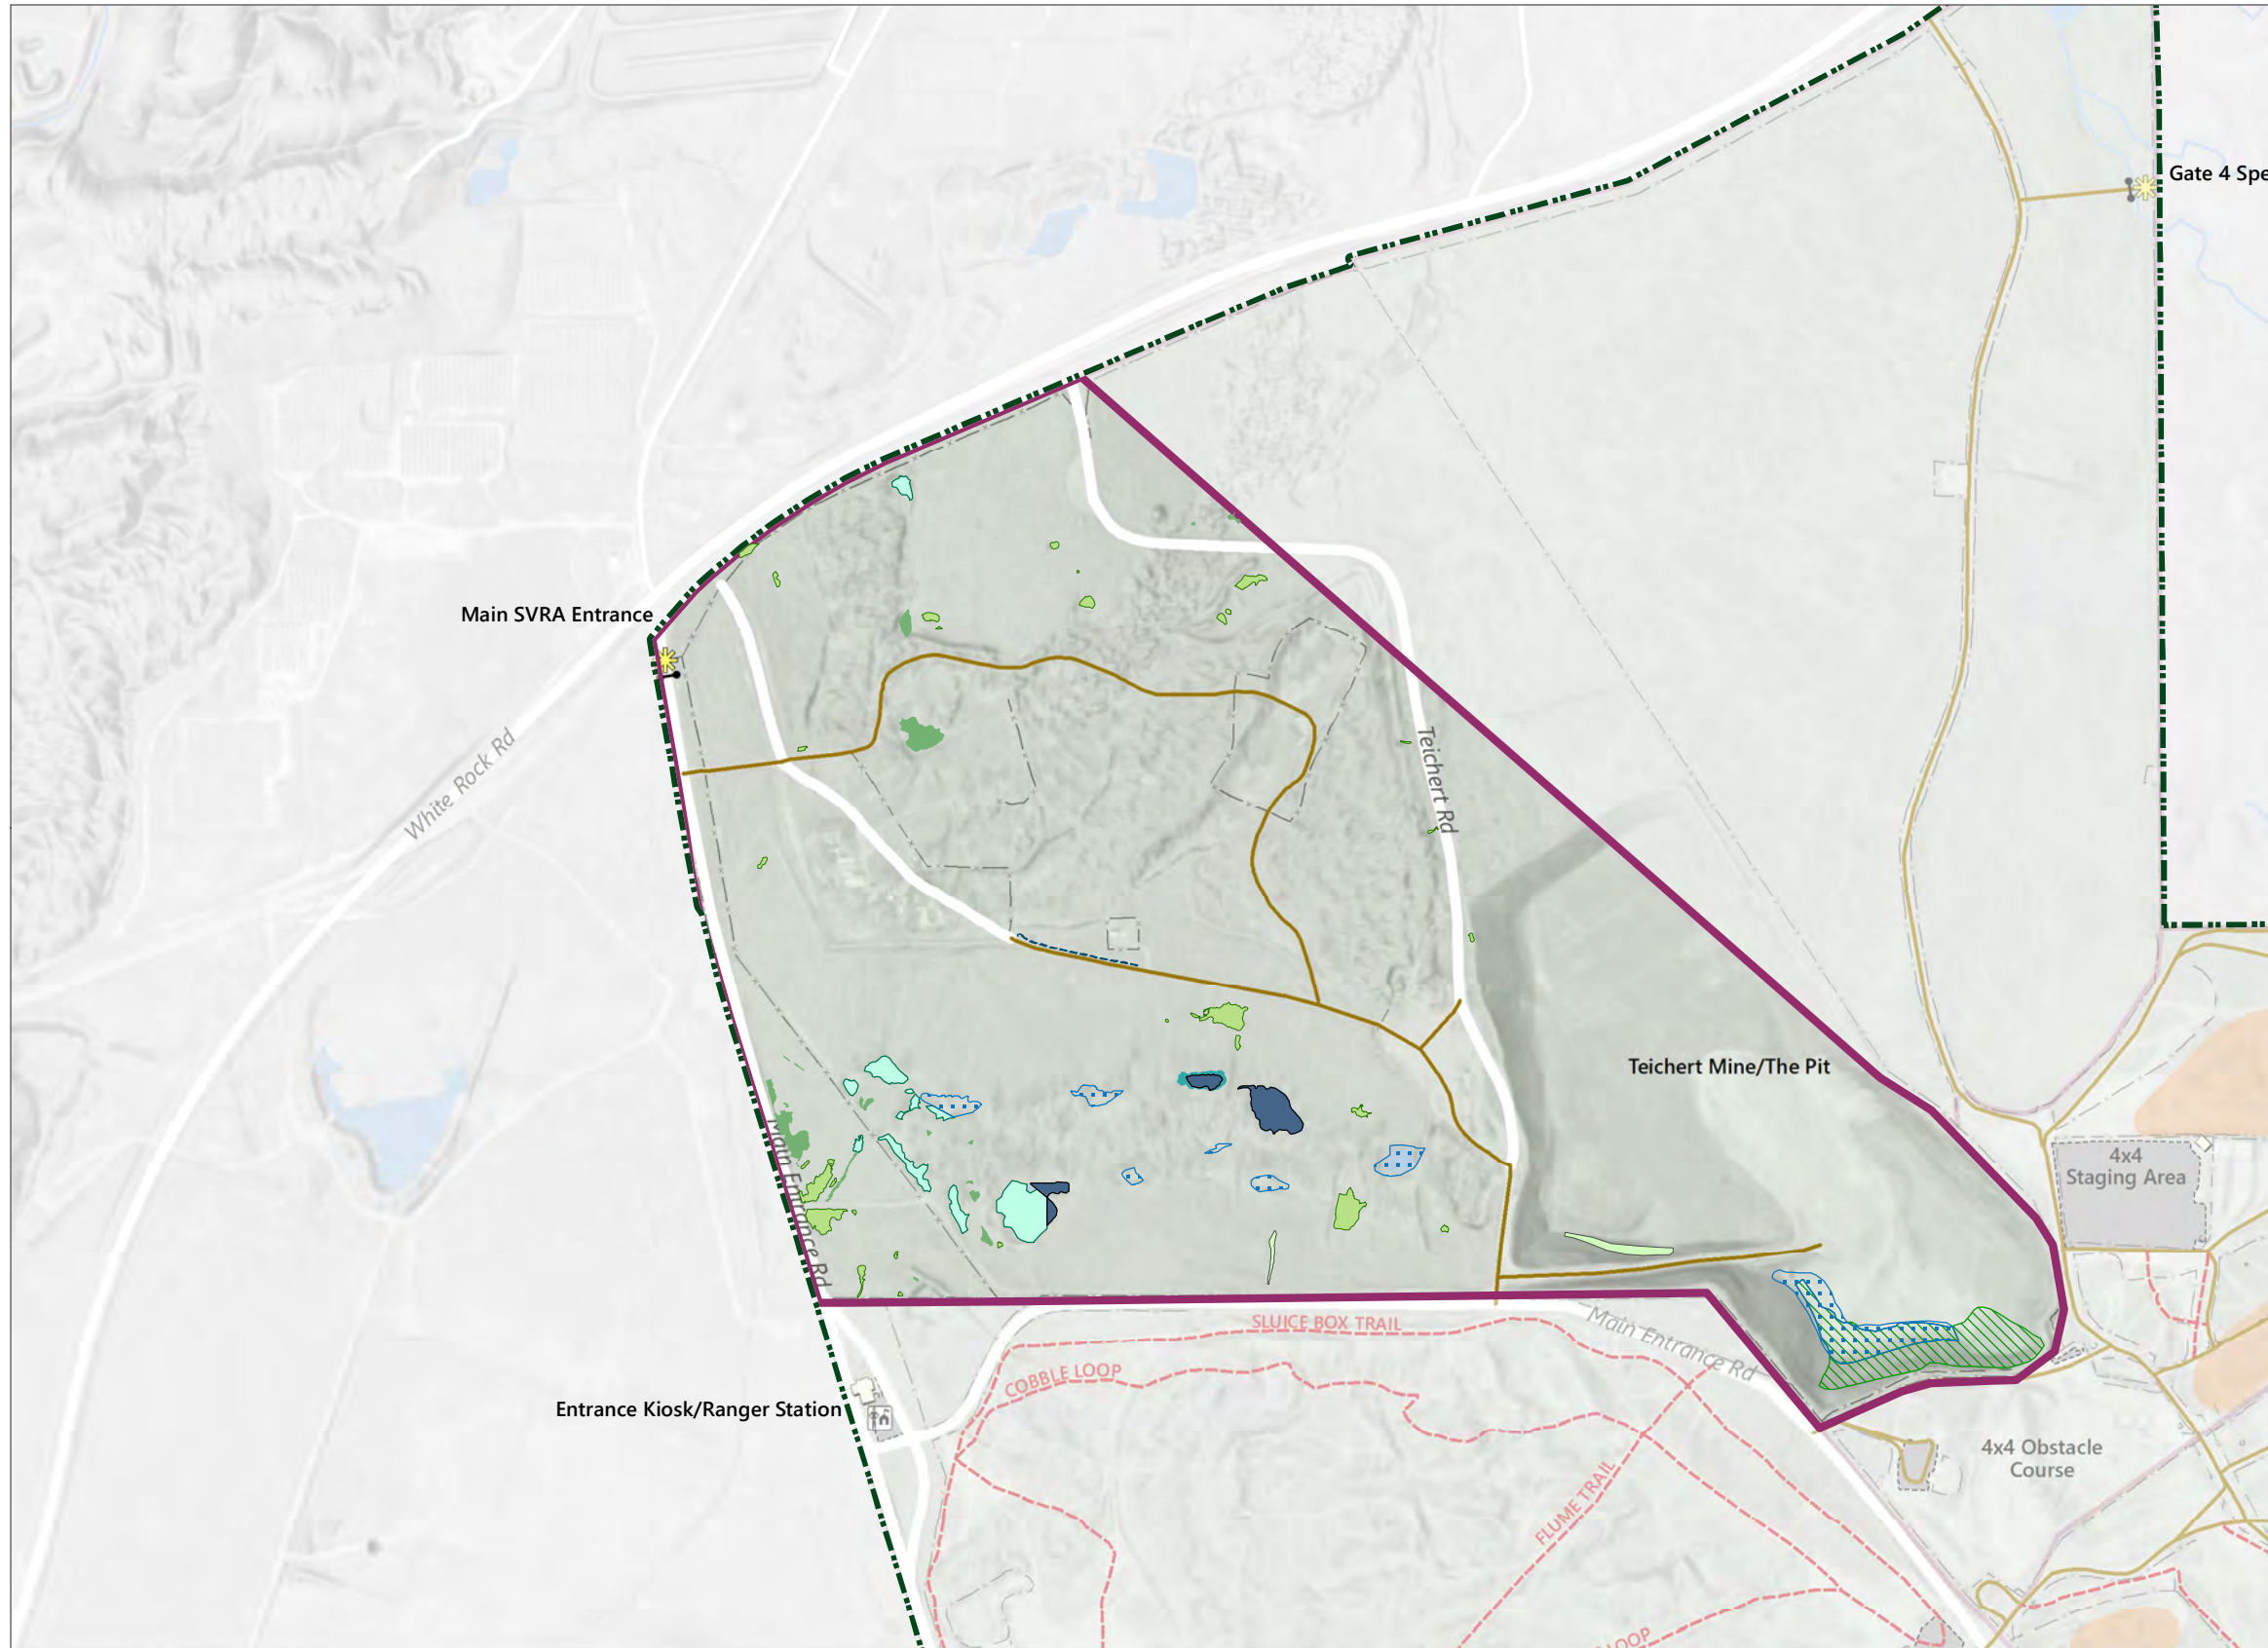 Gate 4 Spe
Main SVRA Entrance
White Rock Rd
Teichert Rd
Teichert Mine/The Pit
Main Entrance Rd
4x4
Staging Area
SLUICE BOX TRAIL
Main Entrance Rd
COBBLE LOOP
Entrance Kiosk/Ranger Station
4x4 Obstacle
Course
FLUME TRAIL
LOOP